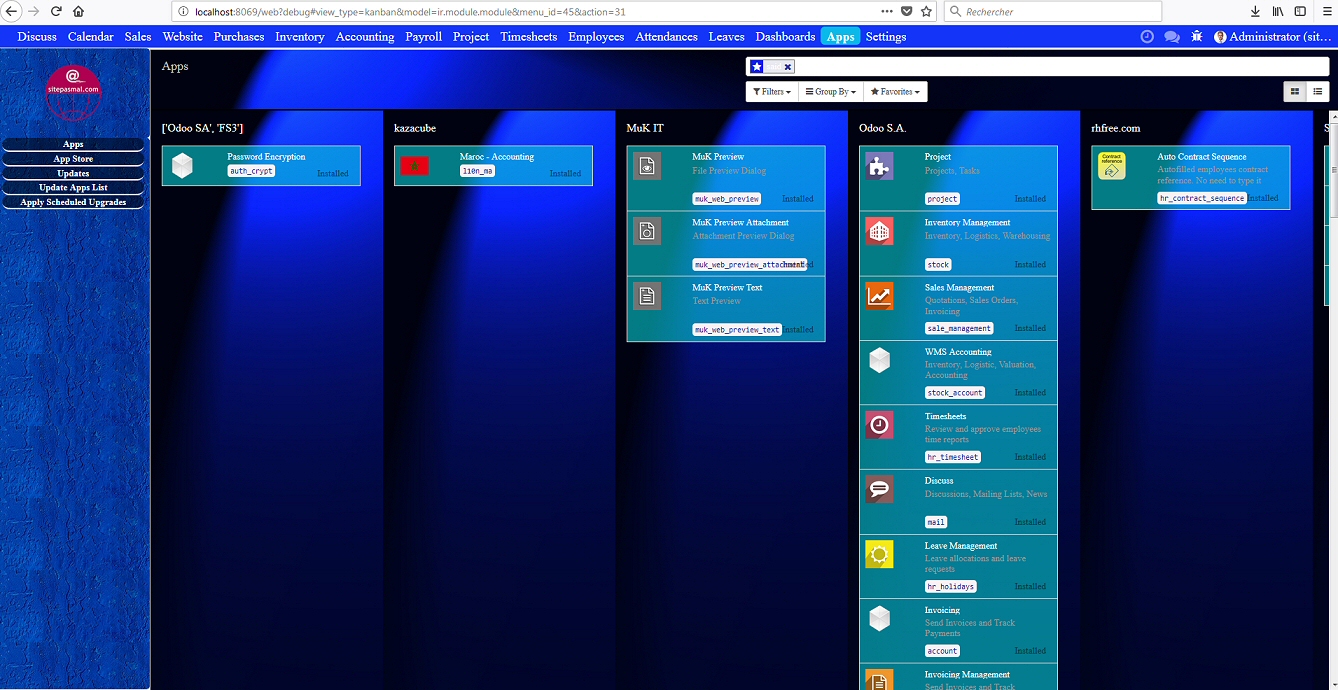 localhost:8069/web?debug#view_type=kanban&model=ir.module.module&menu_id=45&action=31
Rechercher
Discuss Calendar Sales Website Purchases Inventory Accounting Payroll Project Timesheets Employees Attendances Leaves Dashboards Apps Settings
Administrator (sit...
@
sitepasmal.com
Apps
App Store
Updates
Update Apps List
Apply Scheduled Upgrades
Apps
Filters
Group By
Favorites
['Odoo SA', 'FS3']
Password Encryption
auth_crypt
Installed
kazacube
Maroc - Accounting
l10n_ma
Installed
MuK IT
MuK Preview
File Preview Dialog
muk_web_preview
Installed
MuK Preview Attachment
Attachment Preview Dialog
muk_web_preview_attachment
MuK Preview Text
Text Preview
muk_web_preview_text
Installed
Odoo S.A.
Project
Projects, Tasks
project
Installed
Inventory Management
Inventory, Logistics, Warehousing
stock
Installed
Sales Management
Quotations, Sales Orders,
Invoicing
sale_management
Installed
WMS Accounting
Inventory, Logistic, Valuation,
Accounting
stock_account
Installed
Timesheets
Review and approve employees
time reports
hr_timesheet
Installed
Discuss
Discussions, Mailing Lists, News
mail
Installed
Leave Management
Leave allocations and leave
requests
hr_holidays
Installed
Invoicing
Send Invoices and Track
Payments
account
Installed
Invoicing Management
Send Invoices and Track
rhfree.com
Contract
reference
Auto Contract Sequence
Autofilled employees contract
reference. No need to type it
hr_contract_sequence
Installed
S